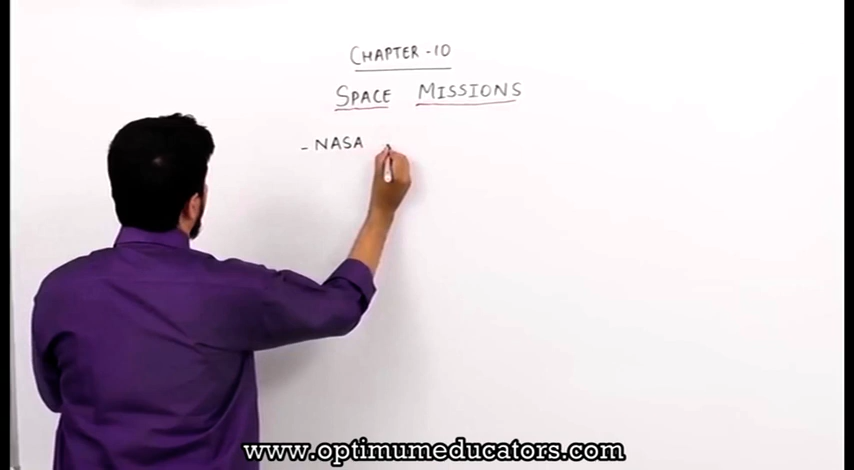 CHAPTER - 10
SPACE MISSIONS
- NASA
www.optimumeducators.com